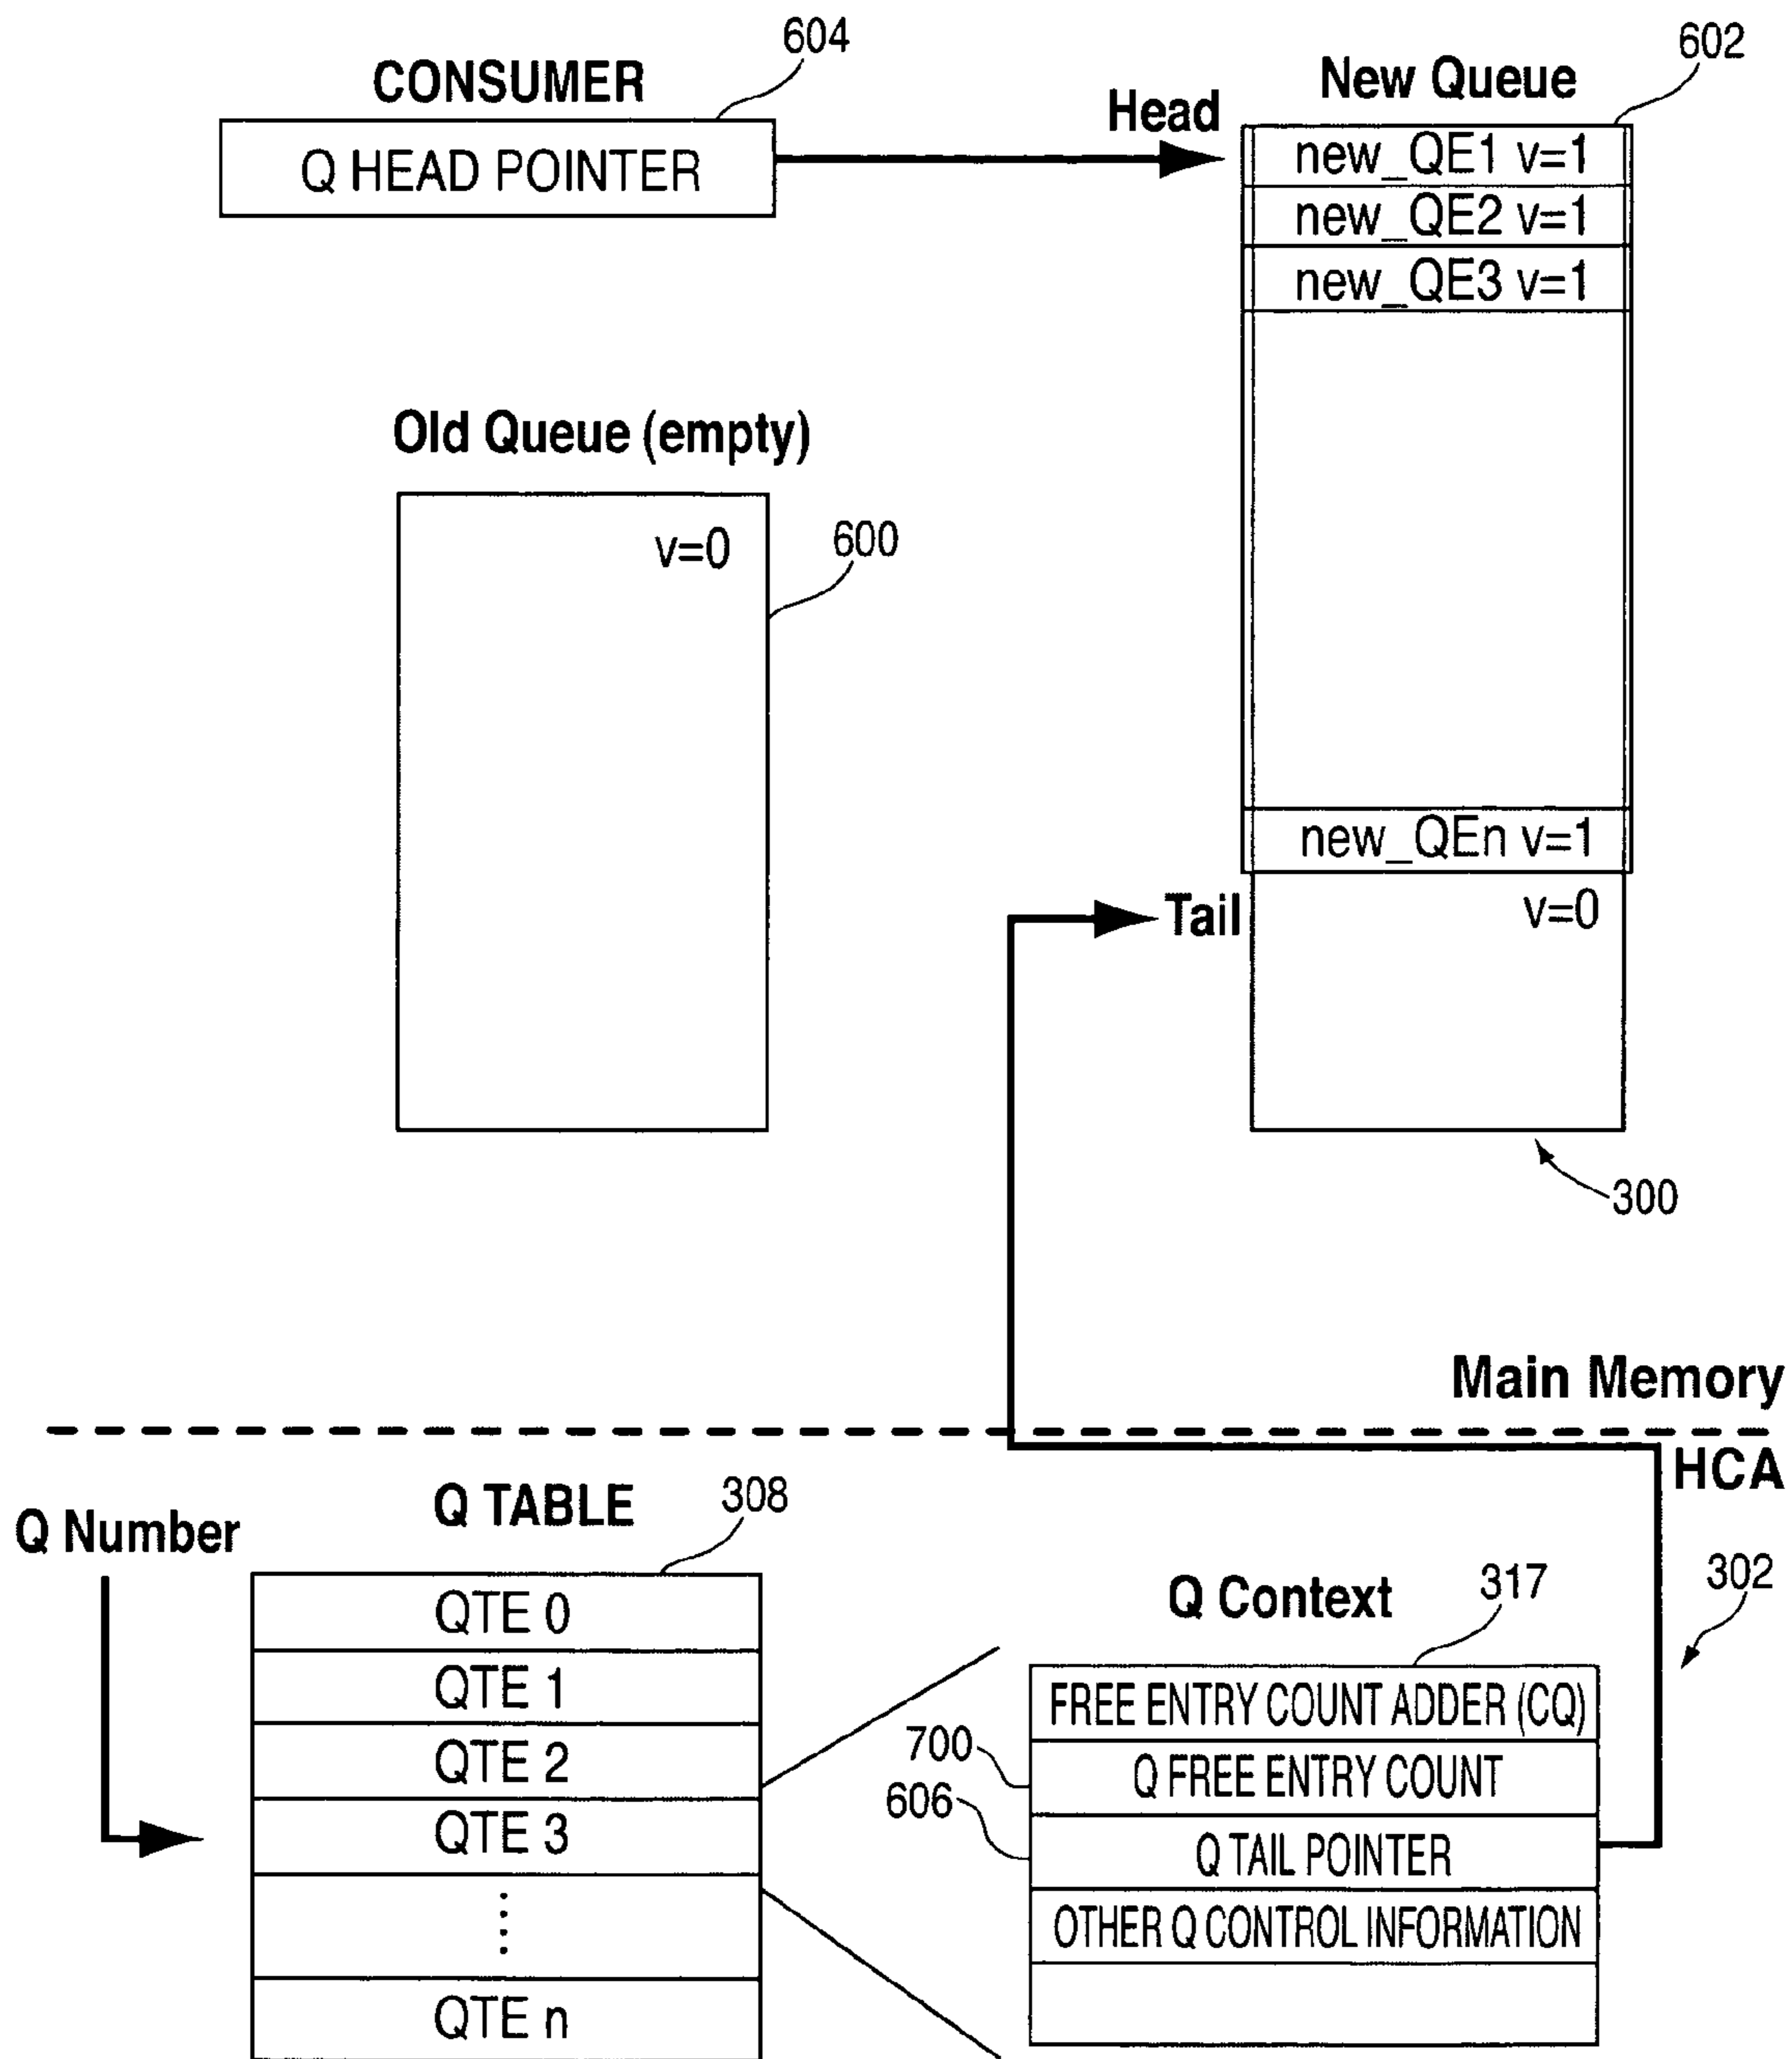 604
CONSUMER
Q HEAD POINTER
602
New Queue
Head
new_QE1 v=1
new_QE2 v=1
new_QE3 v=1
new_QEn v=1
Tail
v=0
300
Old Queue (empty)
v=0
600
Main Memory
HCA
Q Number
Q TABLE
308
QTE 0
QTE 1
QTE 2
QTE 3
QTE n
Q Context
317
302
FREE ENTRY COUNT ADDER (CQ)
700
Q FREE ENTRY COUNT
606
Q TAIL POINTER
OTHER Q CONTROL INFORMATION